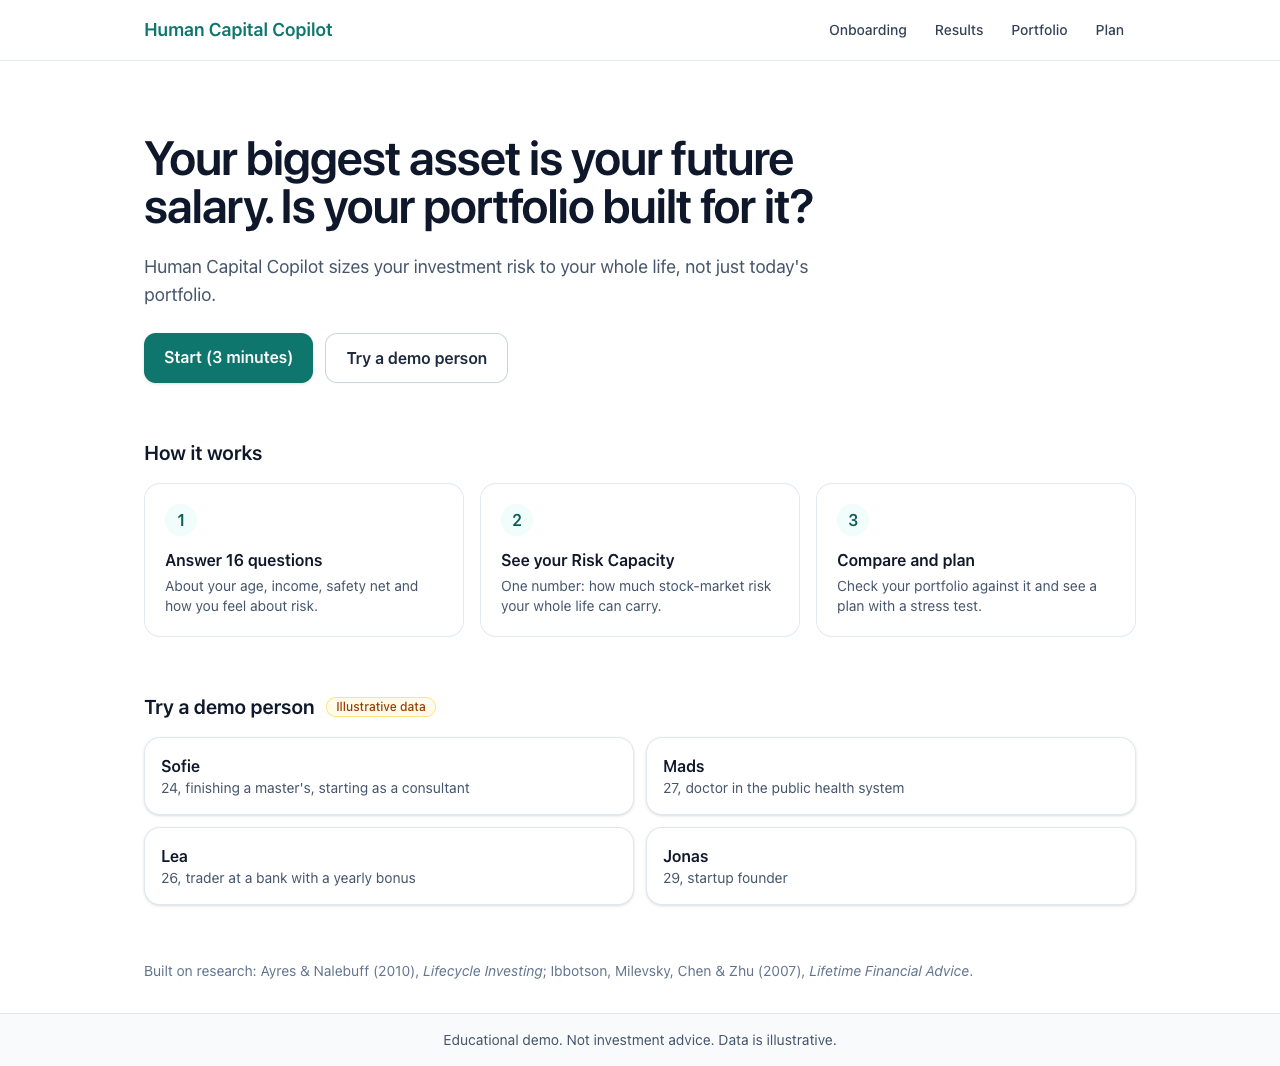 Human Capital Copilot
Onboarding Results Portfolio Plan
Your biggest asset is your future
salary. Is your portfolio built for it?
Human Capital Copilot sizes your investment risk to your whole life, not just today's
portfolio.
Start (3 minutes)
Try a demo person
How it works
1
Answer 16 questions
About your age, income, safety net and
how you feel about risk.
2
See your Risk Capacity
One number: how much stock-market risk
your whole life can carry.
3
Compare and plan
Check your portfolio against it and see a
plan with a stress test.
Try a demo person
Illustrative data
Sofie
24, finishing a master's, starting as a consultant
Mads
27, doctor in the public health system
Lea
26, trader at a bank with a yearly bonus
Jonas
29, startup founder
Built on research: Ayres & Nalebuff (2010), Lifecycle Investing; Ibbotson, Milevsky, Chen & Zhu (2007), Lifetime Financial Advice.
Educational demo. Not investment advice. Data is illustrative.